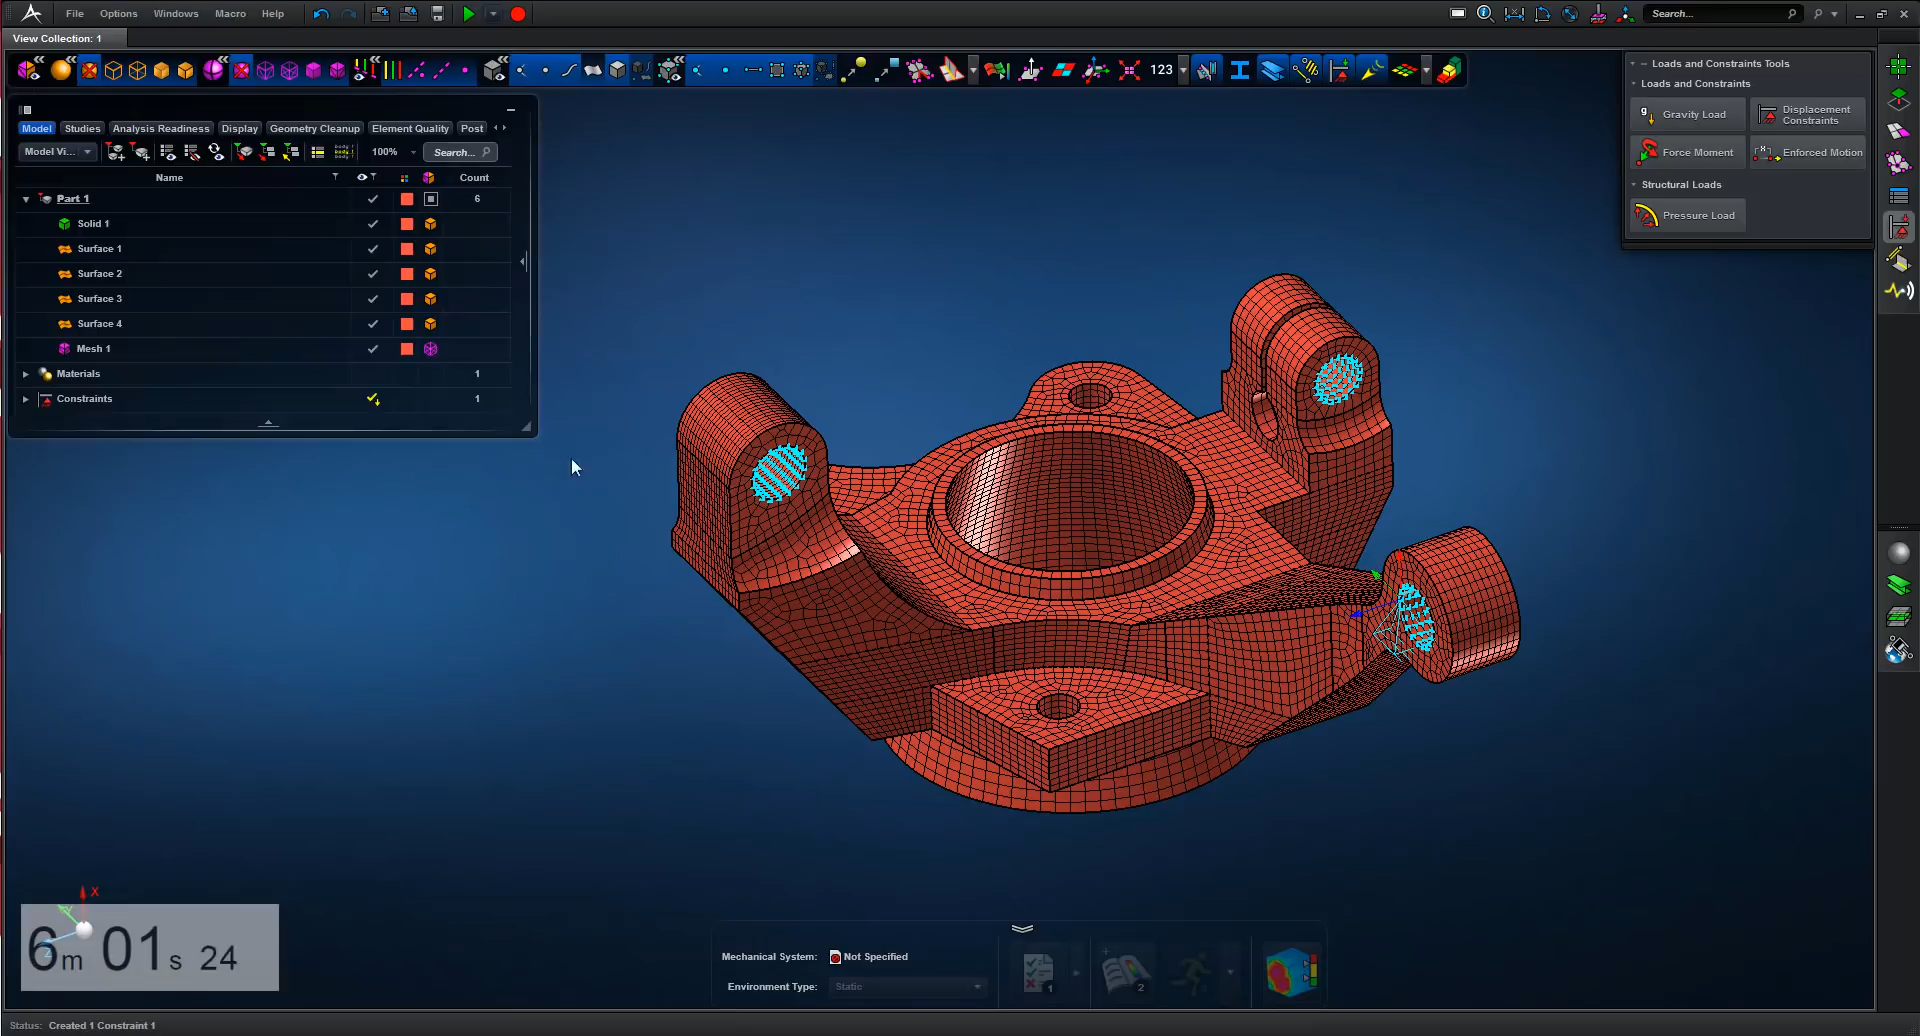 File Options Windows Macro Help Search...
View Collection: 1
123
Loads and Constraints Tools
Loads and Constraints
Gravity Load
Displacement Constraints
Force Moment
Enforced Motion
Structural Loads
Pressure Load
Model Studies Analysis Readiness Display Geometry Cleanup Element Quality Post
Model Vi... 100% Search...
Name Count
Part 1 6
Solid 1
Surface 1
Surface 2
Surface 3
Surface 4
Mesh 1
Materials 1
Constraints 1
X
Y
Z
6m 01s 24
Mechanical System: Not Specified
Environment Type: Static
1
2
Status: Created 1 Constraint 1